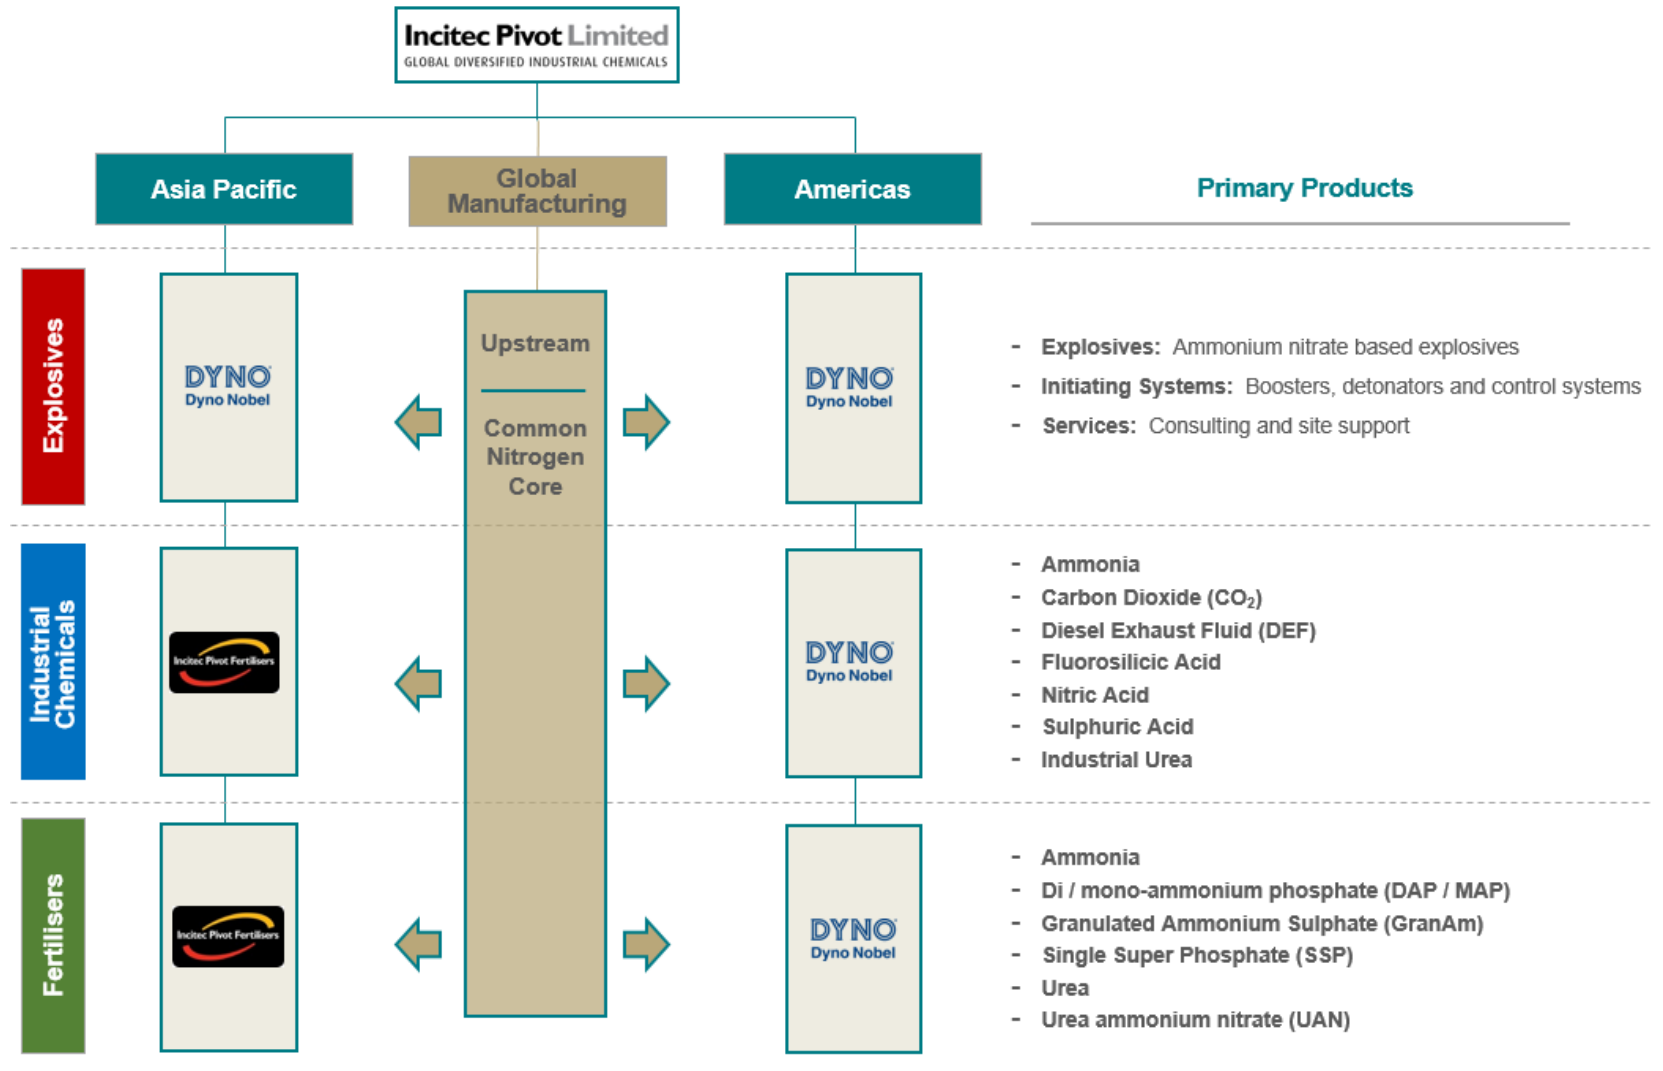 Incitec Pivot Limited
GLOBAL DIVERSIFIED INDUSTRIAL CHEMICALS
Asia Pacific
Global
Manufacturing
Americas
Primary Products
Explosives
DYNO
Dyno Nobel
Upstream
Common
Nitrogen
Core
DYNO
Dyno Nobel
- Explosives: Ammonium nitrate based explosives
- Initiating Systems: Boosters, detonators and control systems
- Services: Consulting and site support
Industrial
Chemicals
Incitec Pivot Fertilisers
DYNO
Dyno Nobel
- Ammonia
- Carbon Dioxide (CO₂)
- Diesel Exhaust Fluid (DEF)
- Fluorosilicic Acid
- Nitric Acid
- Sulphuric Acid
- Industrial Urea
Fertilisers
Incitec Pivot Fertilisers
DYNO
Dyno Nobel
- Ammonia
- Di / mono-ammonium phosphate (DAP / MAP)
- Granulated Ammonium Sulphate (GranAm)
- Single Super Phosphate (SSP)
- Urea
- Urea ammonium nitrate (UAN)